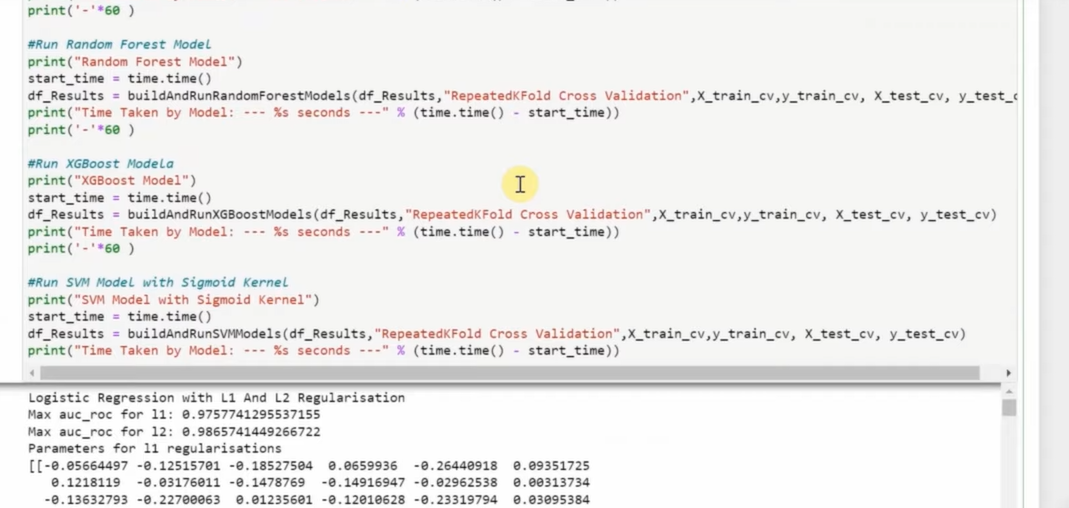 print('-'*60 )
#Run Random Forest Model
print("Random Forest Model")
start_time = time.time()
df_Results = buildAndRunRandomForestModels(df_Results,"RepeatedKFold Cross Validation",X_train_cv,y_train_cv, X_test_cv, y_test_c
print("Time Taken by Model: --- %s seconds ---" % (time.time() - start_time))
print('-'*60 )
#Run XGBoost Modela
print("XGBoost Model")
start_time = time.time()
df_Results = buildAndRunXGBoostModels(df_Results,"RepeatedKFold Cross Validation",X_train_cv,y_train_cv, X_test_cv, y_test_cv)
print("Time Taken by Model: --- %s seconds ---" % (time.time() - start_time))
print('-'*60 )
#Run SVM Model with Sigmoid Kernel
print("SVM Model with Sigmoid Kernel")
start_time = time.time()
df_Results = buildAndRunSVMModels(df_Results,"RepeatedKFold Cross Validation",X_train_cv,y_train_cv, X_test_cv, y_test_cv)
print("Time Taken by Model: --- %s seconds ---" % (time.time() - start_time))
Logistic Regression with L1 And L2 Regularisation
Max auc_roc for l1: 0.9757741295537155
Max auc_roc for l2: 0.9865741449266722
Parameters for l1 regularisations
[[-0.05664497 -0.12515701 -0.18527504 0.0659936 -0.26440918 0.09351725
0.1218119 -0.03176011 -0.1478769 -0.14916947 -0.02962538 0.00313734
-0.13632793 -0.22700063 0.01235601 -0.12010628 -0.23319794 0.03095384